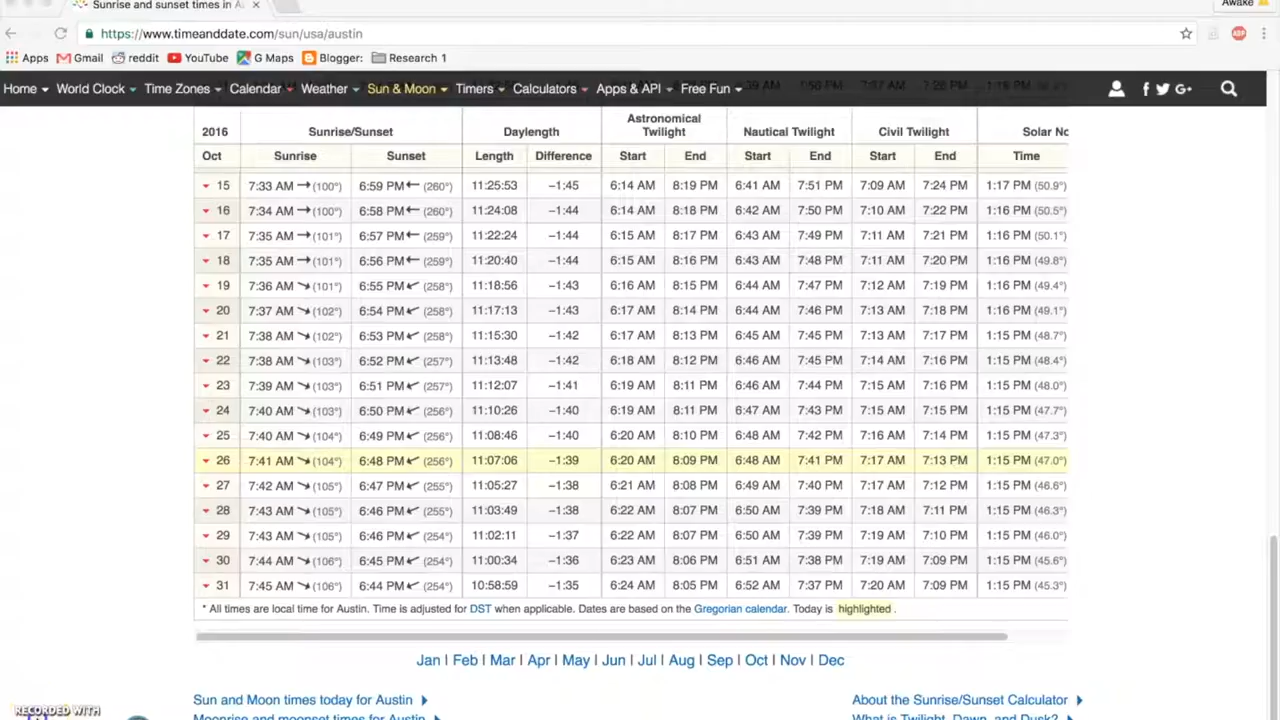 Sunrise and sunset times in A
Awake
https://www.timeanddate.com/sun/usa/austin
Apps Gmail reddit YouTube G Maps Blogger: Research 1
Home World Clock Time Zones Calendar Weather Sun & Moon Timers Calculators Apps & API Free Fun
2016 Sunrise/Sunset Daylength Astronomical Twilight Nautical Twilight Civil Twilight Solar No
Oct Sunrise Sunset Length Difference Start End Start End Start End Time
15 7:33 AM → (100°) 6:59 PM ← (260°) 11:25:53 −1:45 6:14 AM 8:19 PM 6:41 AM 7:51 PM 7:09 AM 7:24 PM 1:17 PM (50.9°)
16 7:34 AM → (100°) 6:58 PM ← (260°) 11:24:08 −1:44 6:14 AM 8:18 PM 6:42 AM 7:50 PM 7:10 AM 7:22 PM 1:16 PM (50.5°)
17 7:35 AM → (101°) 6:57 PM ← (259°) 11:22:24 −1:44 6:15 AM 8:17 PM 6:43 AM 7:49 PM 7:11 AM 7:21 PM 1:16 PM (50.1°)
18 7:35 AM → (101°) 6:56 PM ← (259°) 11:20:40 −1:44 6:15 AM 8:16 PM 6:43 AM 7:48 PM 7:11 AM 7:20 PM 1:16 PM (49.8°)
19 7:36 AM ↘ (101°) 6:55 PM ↙ (258°) 11:18:56 −1:43 6:16 AM 8:15 PM 6:44 AM 7:47 PM 7:12 AM 7:19 PM 1:16 PM (49.4°)
20 7:37 AM ↘ (102°) 6:54 PM ↙ (258°) 11:17:13 −1:43 6:17 AM 8:14 PM 6:44 AM 7:46 PM 7:13 AM 7:18 PM 1:16 PM (49.1°)
21 7:38 AM ↘ (102°) 6:53 PM ↙ (258°) 11:15:30 −1:42 6:17 AM 8:13 PM 6:45 AM 7:45 PM 7:13 AM 7:17 PM 1:15 PM (48.7°)
22 7:38 AM ↘ (103°) 6:52 PM ↙ (257°) 11:13:48 −1:42 6:18 AM 8:12 PM 6:46 AM 7:45 PM 7:14 AM 7:16 PM 1:15 PM (48.4°)
23 7:39 AM ↘ (103°) 6:51 PM ↙ (257°) 11:12:07 −1:41 6:19 AM 8:11 PM 6:46 AM 7:44 PM 7:15 AM 7:16 PM 1:15 PM (48.0°)
24 7:40 AM ↘ (103°) 6:50 PM ↙ (256°) 11:10:26 −1:40 6:19 AM 8:11 PM 6:47 AM 7:43 PM 7:15 AM 7:15 PM 1:15 PM (47.7°)
25 7:40 AM ↘ (104°) 6:49 PM ↙ (256°) 11:08:46 −1:40 6:20 AM 8:10 PM 6:48 AM 7:42 PM 7:16 AM 7:14 PM 1:15 PM (47.3°)
26 7:41 AM ↘ (104°) 6:48 PM ↙ (256°) 11:07:06 −1:39 6:20 AM 8:09 PM 6:48 AM 7:41 PM 7:17 AM 7:13 PM 1:15 PM (47.0°)
27 7:42 AM ↘ (105°) 6:47 PM ↙ (255°) 11:05:27 −1:38 6:21 AM 8:08 PM 6:49 AM 7:40 PM 7:17 AM 7:12 PM 1:15 PM (46.6°)
28 7:43 AM ↘ (105°) 6:46 PM ↙ (255°) 11:03:49 −1:38 6:22 AM 8:07 PM 6:50 AM 7:39 PM 7:18 AM 7:11 PM 1:15 PM (46.3°)
29 7:43 AM ↘ (106°) 6:46 PM ↙ (254°) 11:02:11 −1:37 6:22 AM 8:07 PM 6:50 AM 7:39 PM 7:19 AM 7:10 PM 1:15 PM (46.0°)
30 7:44 AM ↘ (106°) 6:45 PM ↙ (254°) 11:00:34 −1:36 6:23 AM 8:06 PM 6:51 AM 7:38 PM 7:19 AM 7:09 PM 1:15 PM (45.6°)
31 7:45 AM ↘ (106°) 6:44 PM ↙ (254°) 10:58:59 −1:35 6:24 AM 8:05 PM 6:52 AM 7:37 PM 7:20 AM 7:09 PM 1:15 PM (45.3°)
* All times are local time for Austin. Time is adjusted for DST when applicable. Dates are based on the Gregorian calendar. Today is highlighted .
Jan | Feb | Mar | Apr | May | Jun | Jul | Aug | Sep | Oct | Nov | Dec
Sun and Moon times today for Austin About the Sunrise/Sunset Calculator
Moonrise and moonset times for Austin What is Twilight, Dawn, and Dusk?
RECORDED WITH